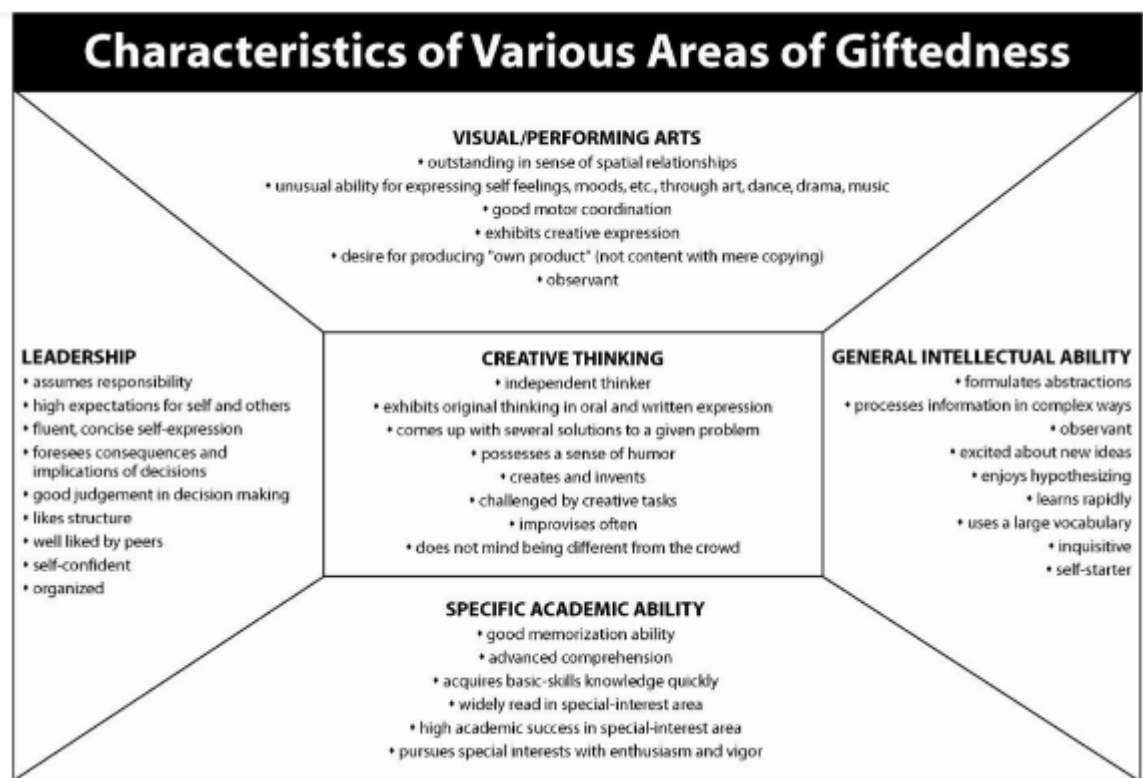 Characteristics of Various Areas of Giftedness
VISUAL/PERFORMING ARTS
• outstanding in sense of spatial relationships
• unusual ability for expressing self feelings, moods, etc., through art, dance, drama, music
• good motor coordination
• exhibits creative expression
• desire for producing "own product" (not content with mere copying)
• observant
LEADERSHIP
• assumes responsibility
• high expectations for self and others
• fluent, concise self-expression
• foresees consequences and
implications of decisions
• good judgement in decision making
• likes structure
• well liked by peers
• self-confident
• organized
CREATIVE THINKING
• independent thinker
• exhibits original thinking in oral and written expression
• comes up with several solutions to a given problem
• possesses a sense of humor
• creates and invents
• challenged by creative tasks
• improvises often
• does not mind being different from the crowd
GENERAL INTELLECTUAL ABILITY
• formulates abstractions
• processes information in complex ways
• observant
• excited about new ideas
• enjoys hypothesizing
• learns rapidly
• uses a large vocabulary
• inquisitive
• self-starter
SPECIFIC ACADEMIC ABILITY
• good memorization ability
• advanced comprehension
• acquires basic-skills knowledge quickly
• widely read in special-interest area
• high academic success in special-interest area
• pursues special interests with enthusiasm and vigor